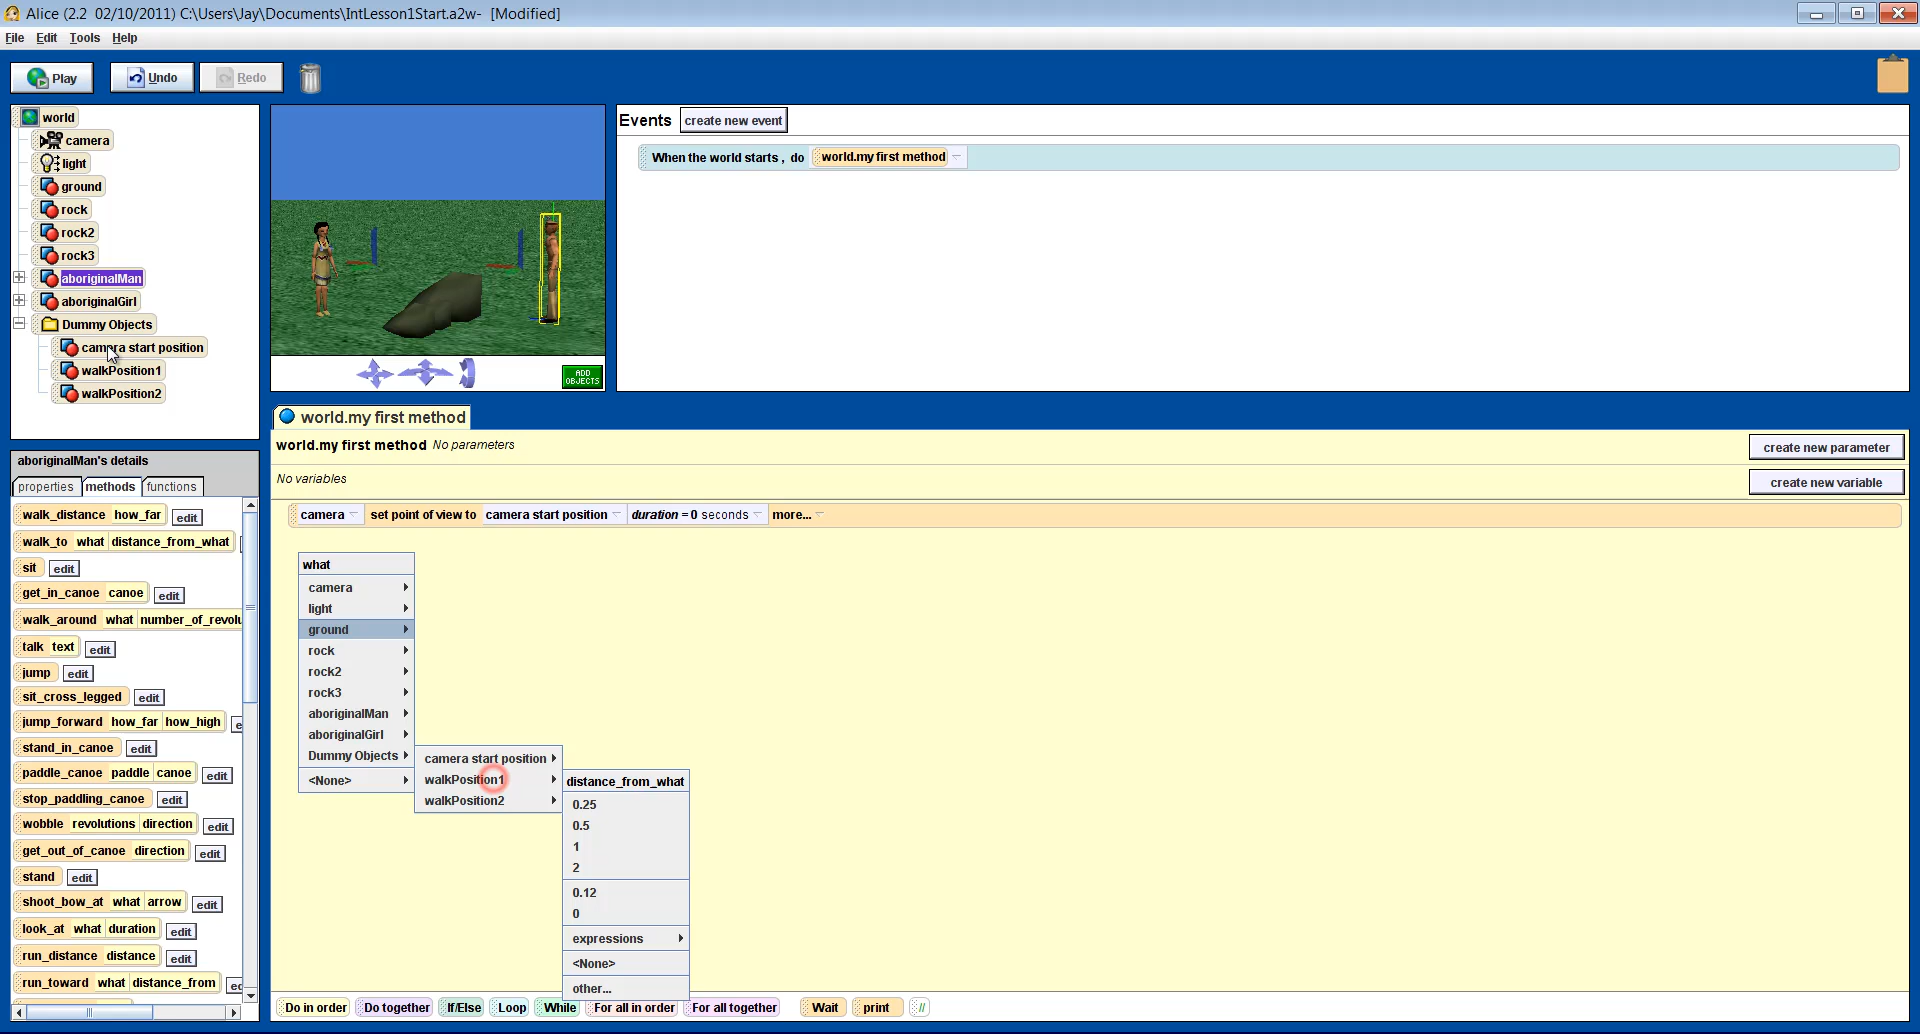 Alice (2.2 02/10/2011) C:\Users\Jay\Documents\IntLesson1Start.a2w- [Modified]
File Edit Tools Help
Play Undo Redo
world
camera
light
ground
rock
rock2
rock3
aboriginalMan
aboriginalGirl
Dummy Objects
camera start position
walkPosition1
walkPosition2
ADD
OBJECTS
Events create new event
When the world starts , do world.my first method
aboriginalMan's details
properties methods functions
walk_distance how_far edit
walk_to what distance_from_what
sit edit
get_in_canoe canoe edit
walk_around what number_of_revolu
talk text edit
jump edit
sit_cross_legged edit
jump_forward how_far how_high e
stand_in_canoe edit
paddle_canoe paddle canoe edit
stop_paddling_canoe edit
wobble revolutions direction edit
get_out_of_canoe direction edit
stand edit
shoot_bow_at what arrow edit
look_at what duration edit
run_distance distance edit
run_toward what distance_from ed
world.my first method
world.my first method No parameters
create new parameter
No variables
create new variable
camera set point of view to camera start position duration = 0 seconds more...
what
camera
light
ground
rock
rock2
rock3
aboriginalMan
aboriginalGirl
Dummy Objects
<None>
camera start position
walkPosition1
walkPosition2
distance_from_what
0.25
0.5
1
2
0.12
0
expressions
<None>
other...
Do in order Do together If/Else Loop While For all in order For all together Wait print //